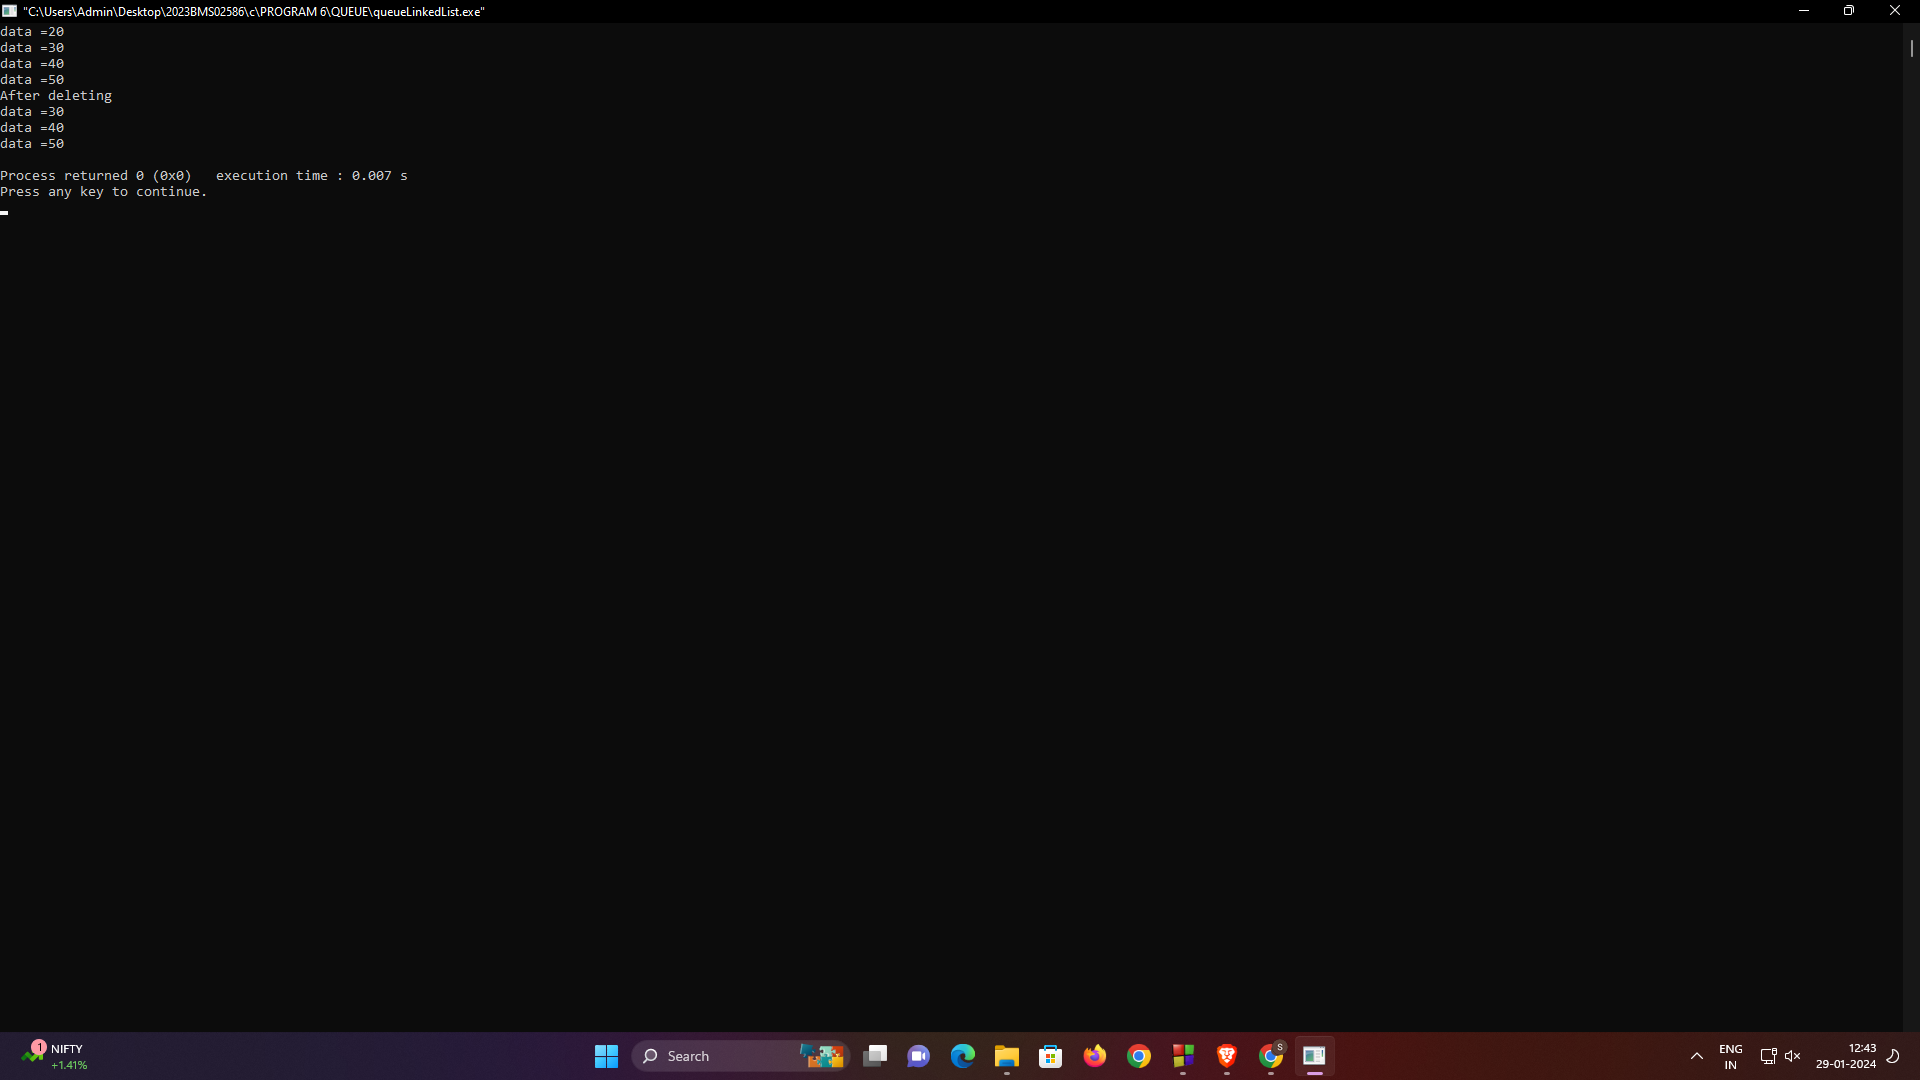 "C:\Users\Admin\Desktop\2023BMS02586\c\PROGRAM 6\QUEUE\queueLinkedList.exe"
data =20
data =30
data =40
data =50
After deleting
data =30
data =40
data =50
Process returned 0 (0x0)   execution time : 0.007 s
Press any key to continue.
1
NIFTY
+1.41%
Search
S
ENG
IN
12:43
29-01-2024